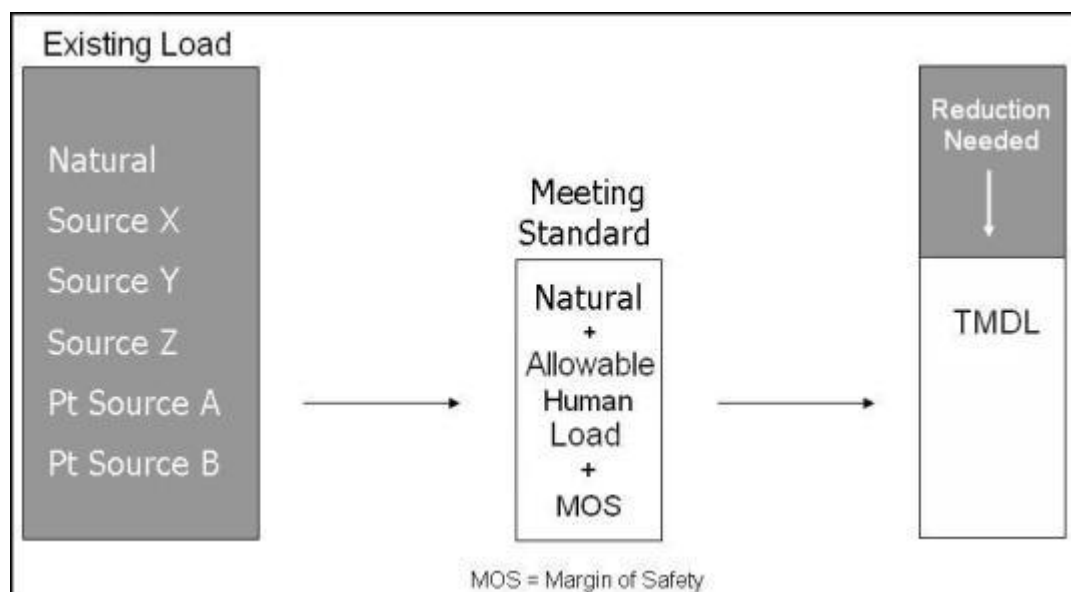 Existing Load
Natural
Source X
Source Y
Source Z
Pt Source A
Pt Source B
Meeting
Standard
Natural
+
Allowable
Human
Load
+
MOS
MOS = Margin of Safety
Reduction
Needed
TMDL